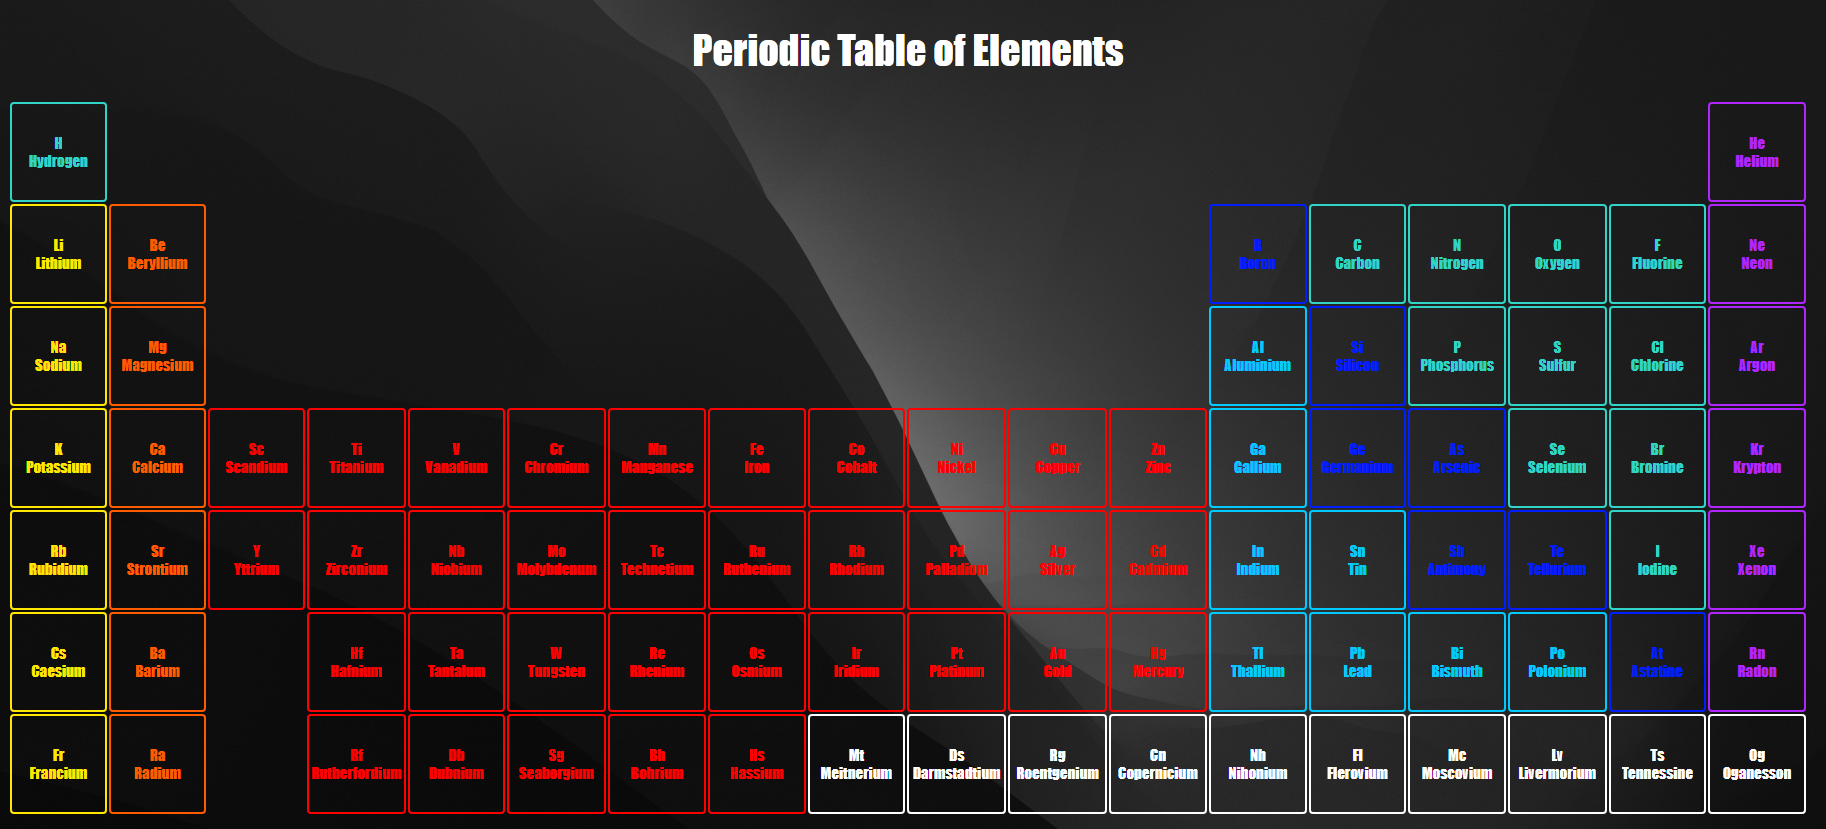 Periodic Table of Elements
H
Hydrogen
He
Helium
Li
Lithium
Be
Beryllium
B
Boron
C
Carbon
N
Nitrogen
O
Oxygen
F
Fluorine
Ne
Neon
Na
Sodium
Mg
Magnesium
Al
Aluminium
Si
Silicon
P
Phosphorus
S
Sulfur
Cl
Chlorine
Ar
Argon
K
Potassium
Ca
Calcium
Sc
Scandium
Ti
Titanium
V
Vanadium
Cr
Chromium
Mn
Manganese
Fe
Iron
Co
Cobalt
Ni
Nickel
Cu
Copper
Zn
Zinc
Ga
Gallium
Ge
Germanium
As
Arsenic
Se
Selenium
Br
Bromine
Kr
Krypton
Rb
Rubidium
Sr
Strontium
Y
Yttrium
Zr
Zirconium
Nb
Niobium
Mo
Molybdenum
Tc
Technetium
Ru
Ruthenium
Rh
Rhodium
Pd
Palladium
Ag
Silver
Cd
Cadmium
In
Indium
Sn
Tin
Sb
Antimony
Te
Tellurium
I
Iodine
Xe
Xenon
Cs
Caesium
Ba
Barium
Hf
Hafnium
Ta
Tantalum
W
Tungsten
Re
Rhenium
Os
Osmium
Ir
Iridium
Pt
Platinum
Au
Gold
Hg
Mercury
Tl
Thallium
Pb
Lead
Bi
Bismuth
Po
Polonium
At
Astatine
Rn
Radon
Fr
Francium
Ra
Radium
Rf
Rutherfordium
Db
Dubnium
Sg
Seaborgium
Bh
Bohrium
Hs
Hassium
Mt
Meitnerium
Ds
Darmstadtium
Rg
Roentgenium
Cn
Copernicium
Nh
Nihonium
Fl
Flerovium
Mc
Moscovium
Lv
Livermorium
Ts
Tennessine
Og
Oganesson